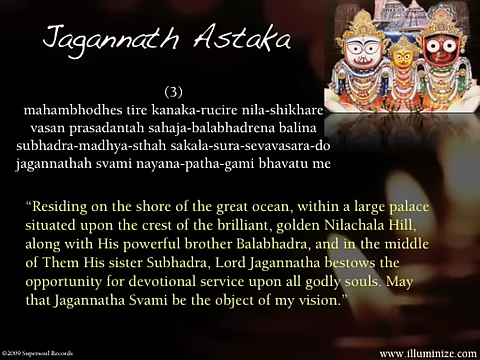 Jagannath Astaka
(3)
mahambhodhes tire kanaka-rucire nila-shikhare
vasan prasadantah sahaja-balabhadrena balina
subhadra-madhya-sthah sakala-sura-sevavasara-do
jagannathah svami nayana-patha-gami bhavatu me
“Residing on the shore of the great ocean, within a large palace
situated upon the crest of the brilliant, golden Nilachala Hill,
along with His powerful brother Balabhadra, and in the middle
of Them His sister Subhadra, Lord Jagannatha bestows the
opportunity for devotional service upon all godly souls. May
that Jagannatha Svami be the object of my vision.”
©2009 Supersoul Records
www.illuminize.com